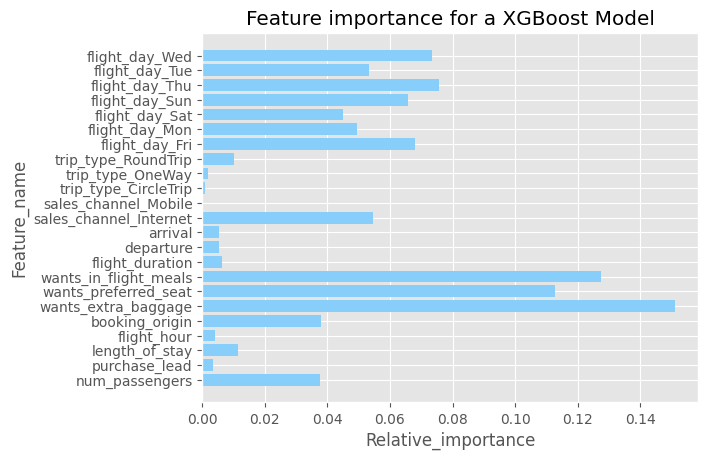 Feature importance for a XGBoost Model
Feature_name
flight_day_Wed
flight_day_Tue
flight_day_Thu
flight_day_Sun
flight_day_Sat
flight_day_Mon
flight_day_Fri
trip_type_RoundTrip
trip_type_OneWay
trip_type_CircleTrip
sales_channel_Mobile
sales_channel_Internet
arrival
departure
flight_duration
wants_in_flight_meals
wants_preferred_seat
wants_extra_baggage
booking_origin
flight_hour
length_of_stay
purchase_lead
num_passengers
0.00 0.02 0.04 0.06 0.08 0.10 0.12 0.14
Relative_importance